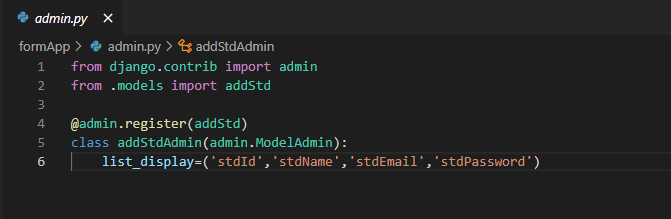 admin.py ×
formApp > admin.py > addStdAdmin
1 from django.contrib import admin
2 from .models import addStd
3
4 @admin.register(addStd)
5 class addStdAdmin(admin.ModelAdmin):
6     list_display=('stdId','stdName','stdEmail','stdPassword')